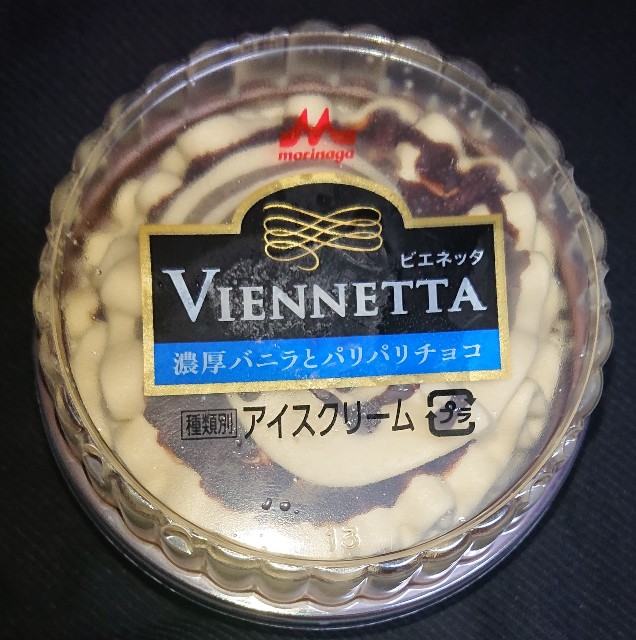 morinaga
ビエネッタ
VIENNETTA
濃厚バニラとパリパリチョコ
種類別 アイスクリーム プラ
13